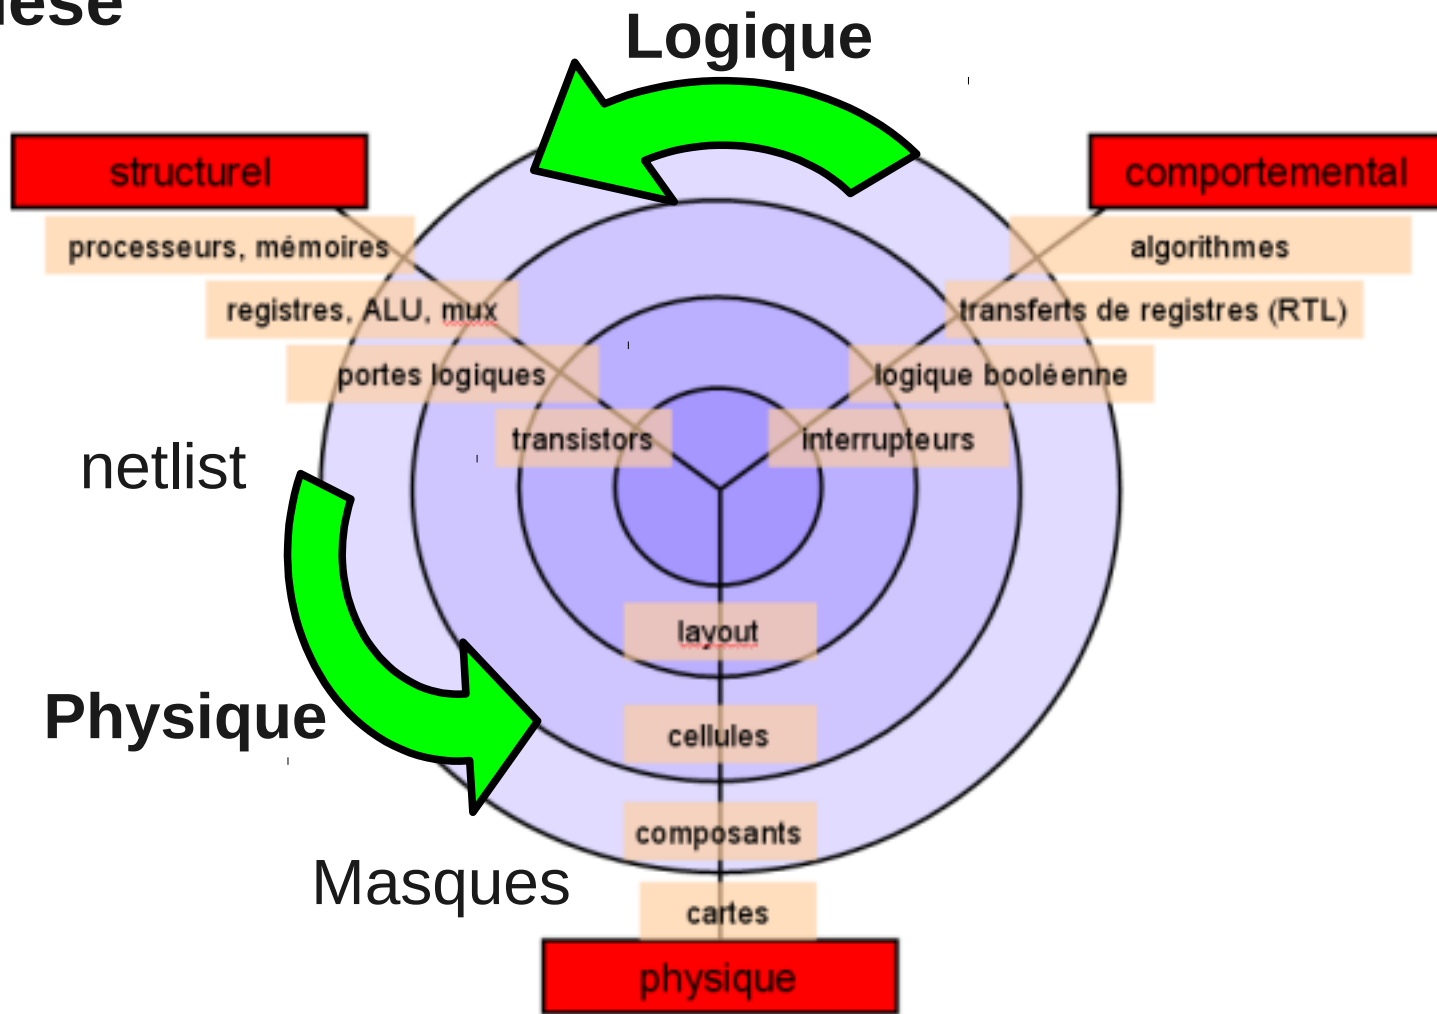 Logique
structurel
comportemental
processeurs, mémoires
algorithmes
registres, ALU, mux
transferts de registres (RTL)
portes logiques
logique booléenne
transistors
interrupteurs
netlist
layout
Physique
cellules
composants
Masques
cartes
physique